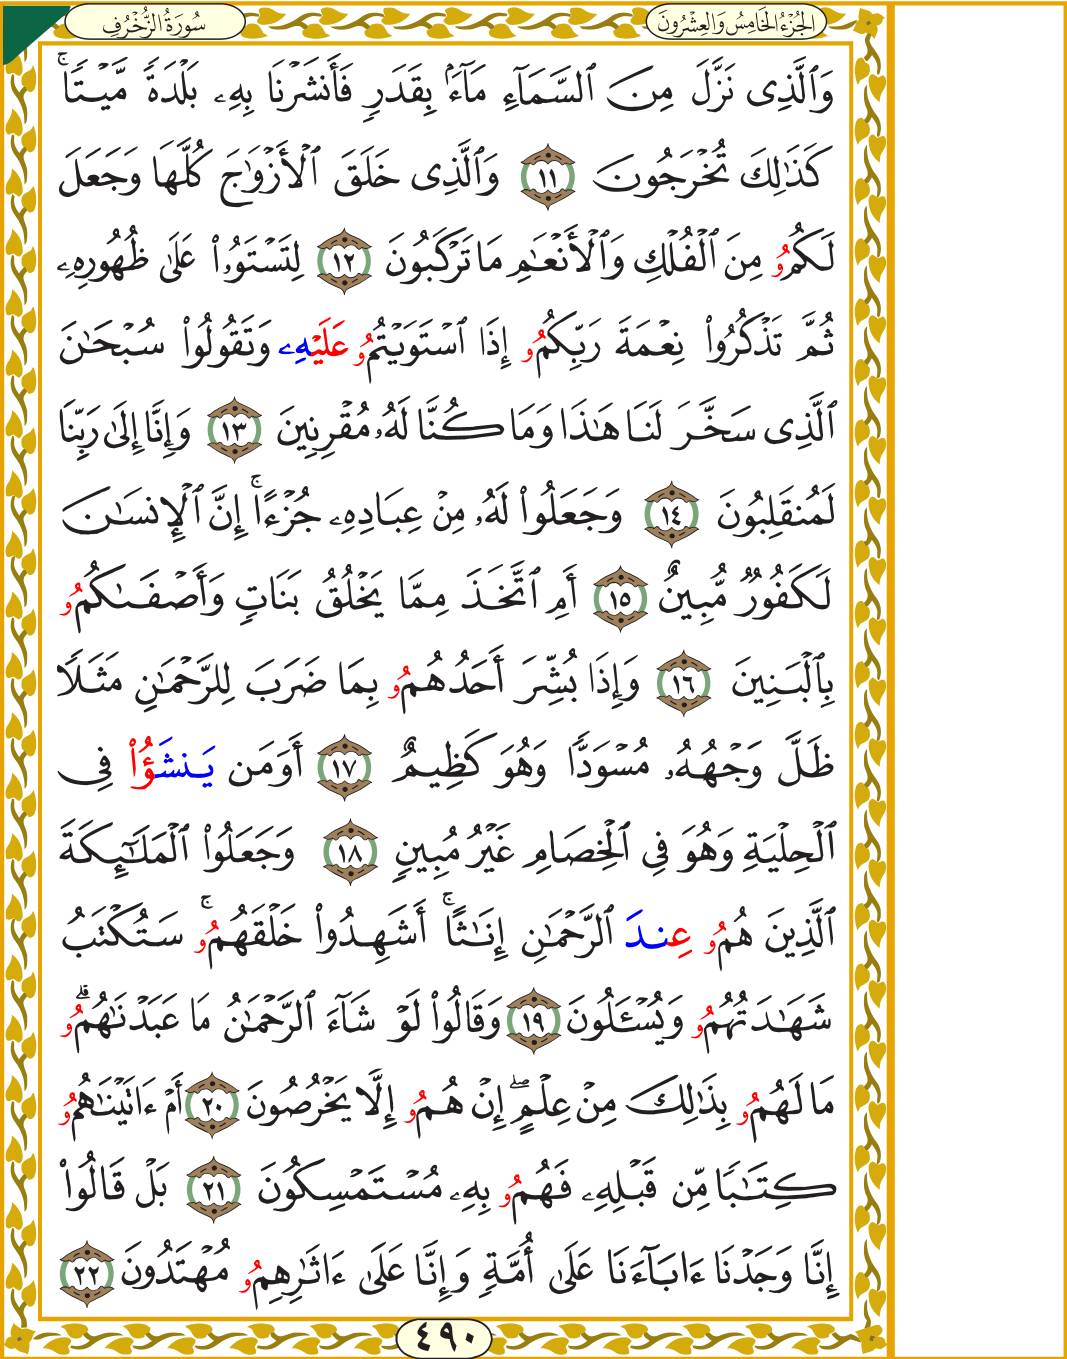 الجُزْءُ الخَامِسُ وَالعِشْرُونَ
سُورَةُ الزُّخْرُفِ
وَٱلَّذِى نَزَّلَ مِنَ ٱلسَّمَآءِ مَآءَۢ بِقَدَرٍ فَأَنشَرْنَا بِهِۦ بَلْدَةً مَّيْتًاۚ
كَذَٰلِكَ تُخْرَجُونَ ١١ وَٱلَّذِى خَلَقَ ٱلْأَزْوَٰجَ كُلَّهَا وَجَعَلَ
لَكُمُۥ مِنَ ٱلْفُلْكِ وَٱلْأَنْعَٰمِ مَا تَرْكَبُونَ ١٢ لِتَسْتَوُۥا۟ عَلَىٰ ظُهُورِهِۦ
ثُمَّ تَذْكُرُوا۟ نِعْمَةَ رَبِّكُمُۥ إِذَا ٱسْتَوَيْتُمُۥ عَلَيْهِۦ وَتَقُولُوا۟ سُبْحَٰنَ
ٱلَّذِى سَخَّرَ لَنَا هَٰذَا وَمَا كُنَّا لَهُۥ مُقْرِنِينَ ١٣ وَإِنَّا إِلَىٰ رَبِّنَا
لَمُنقَلِبُونَ ١٤ وَجَعَلُوا۟ لَهُۥ مِنْ عِبَادِهِۦ جُزْءًاۚ إِنَّ ٱلْإِنسَٰنَ
لَكَفُورٌ مُّبِينٌ ١٥ أَمِ ٱتَّخَذَ مِمَّا يَخْلُقُ بَنَاتٍ وَأَصْفَىٰكُمُۥ
بِٱلْبَنِينَ ١٦ وَإِذَا بُشِّرَ أَحَدُهُمُۥ بِمَا ضَرَبَ لِلرَّحْمَٰنِ مَثَلًا
ظَلَّ وَجْهُهُۥ مُسْوَدًّا وَهُوَ كَظِيمٌ ١٧ أَوَمَن يَنشَؤُا۟ فِى
ٱلْحِلْيَةِ وَهُوَ فِى ٱلْخِصَامِ غَيْرُ مُبِينٍ ١٨ وَجَعَلُوا۟ ٱلْمَلَٰٓئِكَةَ
ٱلَّذِينَ هُمُۥ عِندَ ٱلرَّحْمَٰنِ إِنَٰثًاۚ أَشَهِدُوا۟ خَلْقَهُمُۥۚ سَتُكْتَبُ
شَهَٰدَتُهُمُۥ وَيُسْـَٔلُونَ ١٩ وَقَالُوا۟ لَوْ شَآءَ ٱلرَّحْمَٰنُ مَا عَبَدْنَٰهُمُۥۗ
مَا لَهُمُۥ بِذَٰلِكَ مِنْ عِلْمٍۖ إِنْ هُمُۥ إِلَّا يَخْرُصُونَ ٢٠ أَمْ ءَاتَيْنَٰهُمُۥ
كِتَٰبًا مِّن قَبْلِهِۦ فَهُمُۥ بِهِۦ مُسْتَمْسِكُونَ ٢١ بَلْ قَالُوا۟
إِنَّا وَجَدْنَا ءَابَآءَنَا عَلَىٰ أُمَّةٍ وَإِنَّا عَلَىٰ ءَاثَٰرِهِمُۥ مُهْتَدُونَ ٢٢
٤٩٠